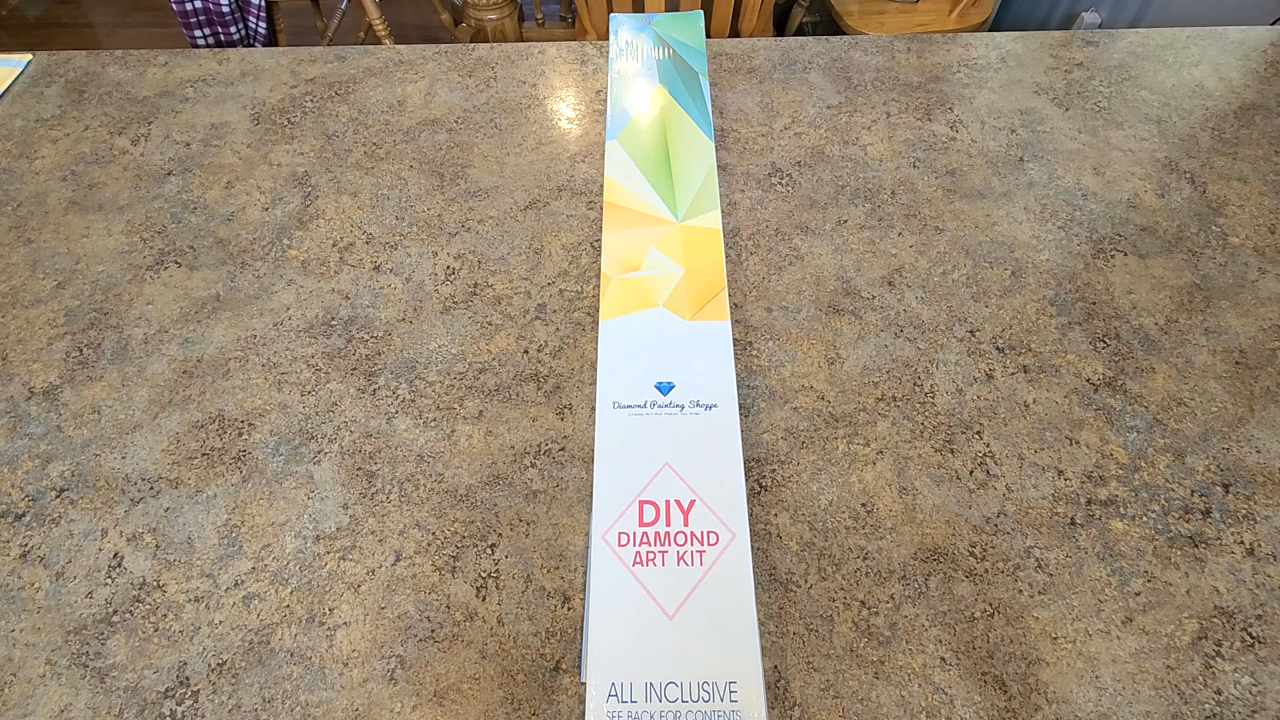 Diamond Painting Shoppe
DIY
DIAMOND
ART KIT
ALL INCLUSIVE
SEE BACK FOR CONTENTS